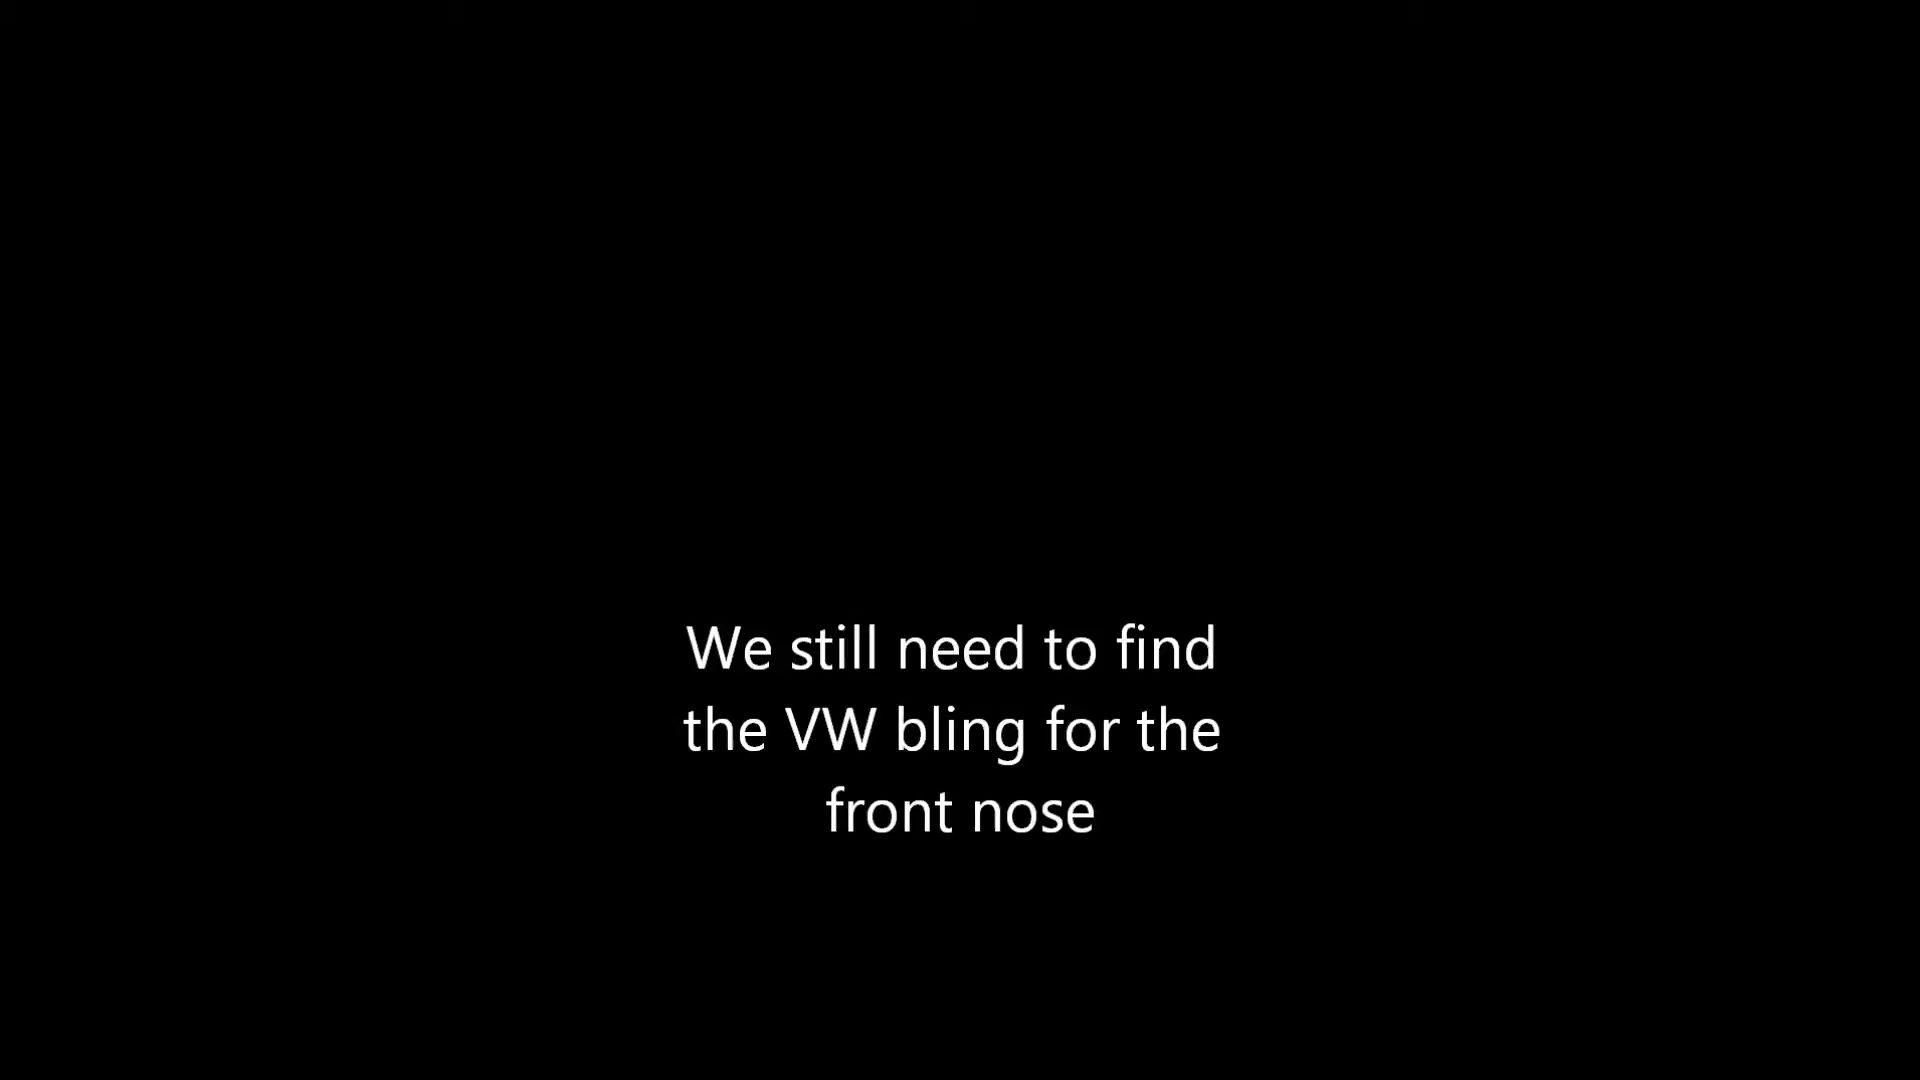 We still need to find
the VW bling for the
front nose